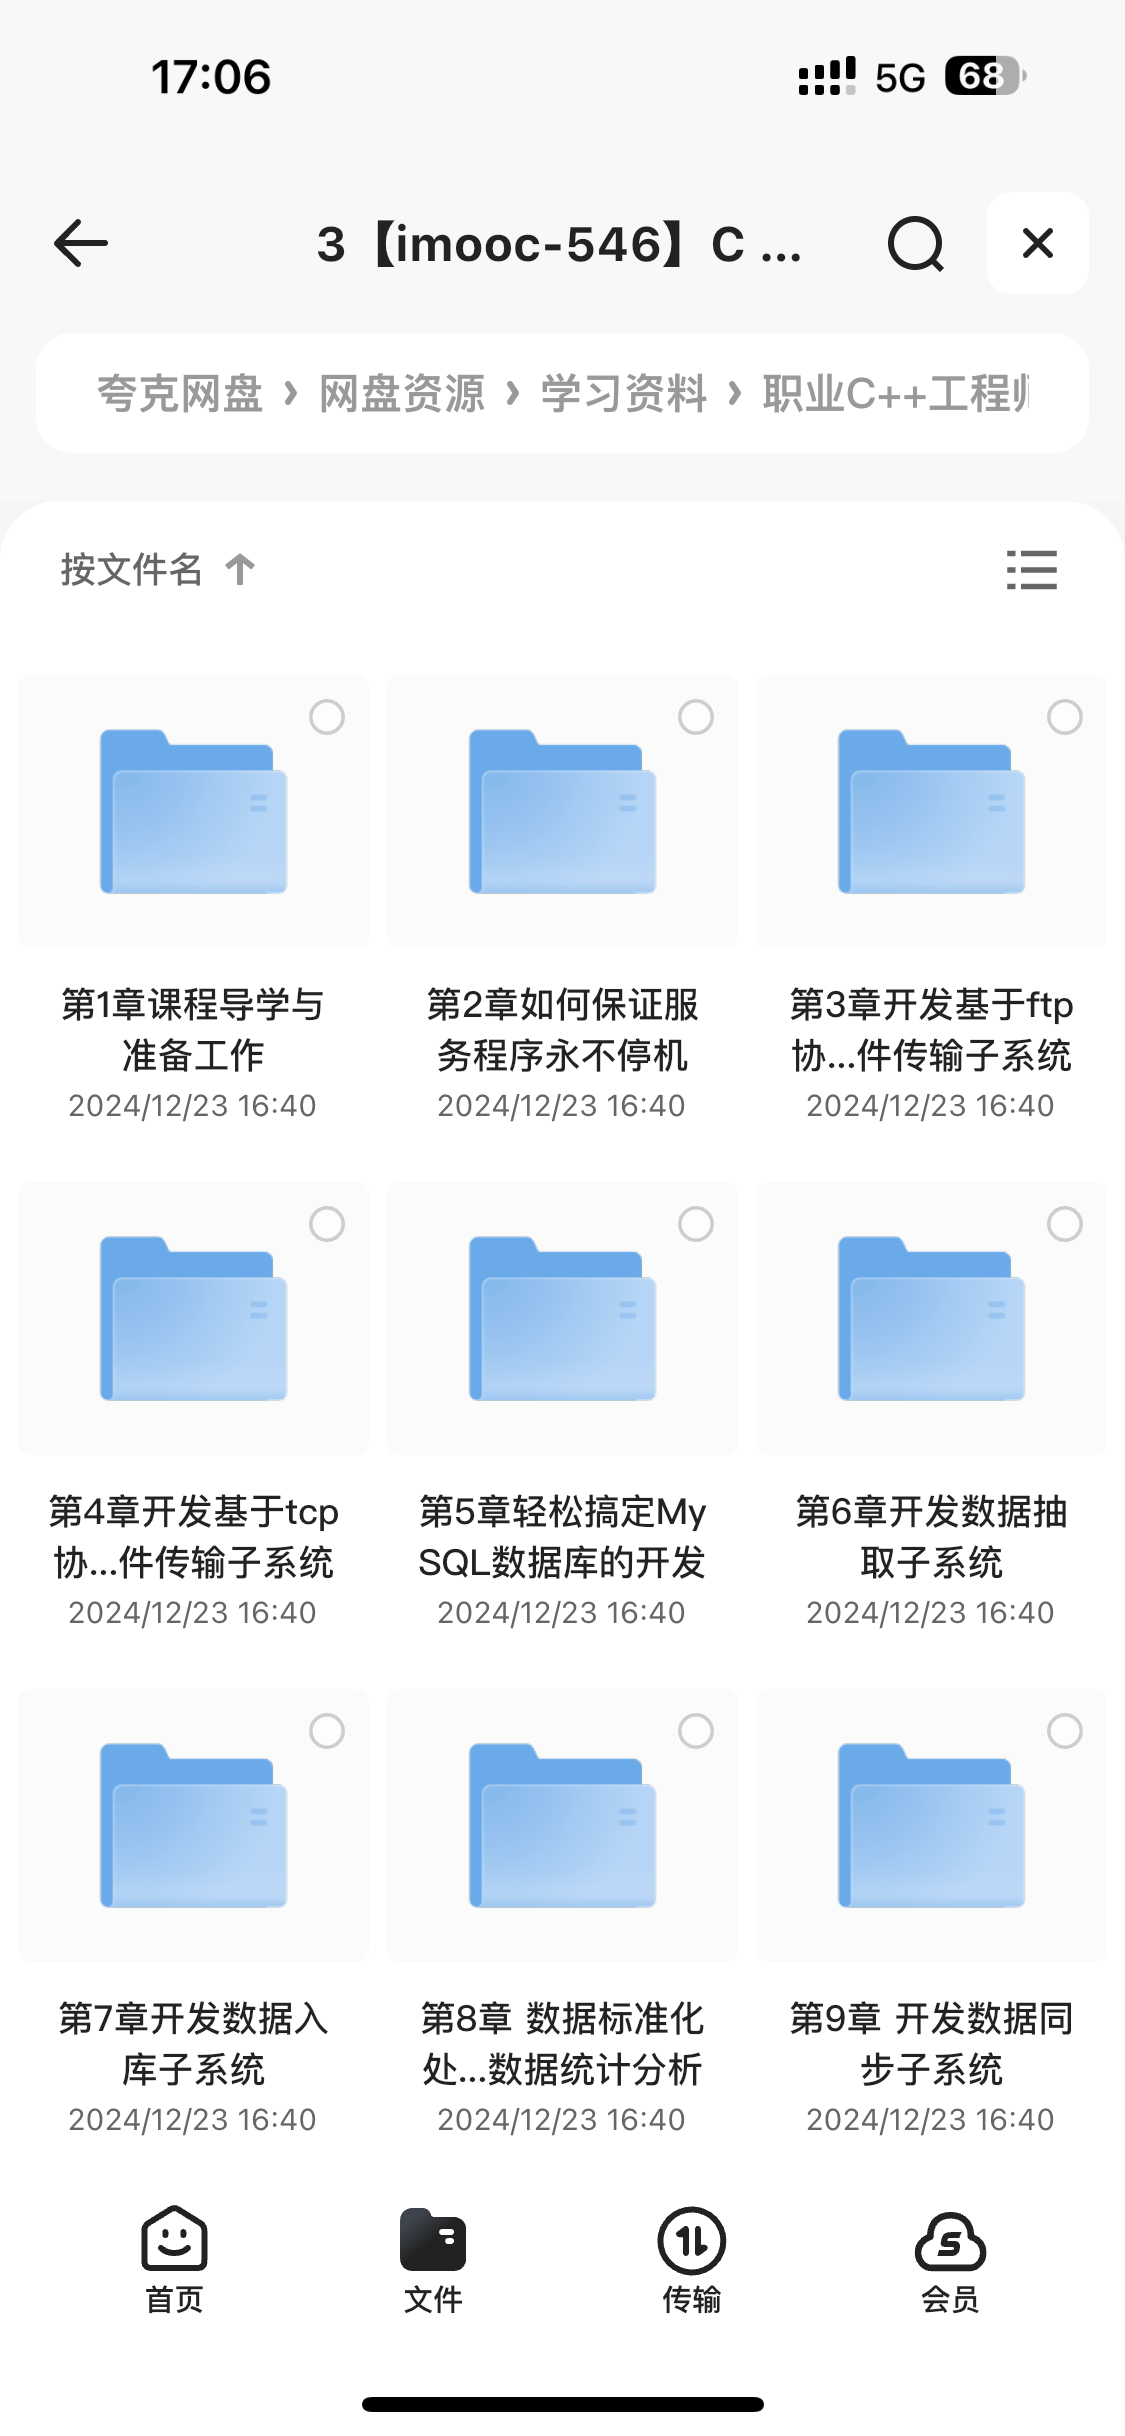 17:06
5G 68
3【imooc-546】C ...
夸克网盘 › 网盘资源 › 学习资料 › 职业C++工程师
按文件名 ↑
第1章课程导学与
准备工作
2024/12/23 16:40
第2章如何保证服
务程序永不停机
2024/12/23 16:40
第3章开发基于ftp
协...件传输子系统
2024/12/23 16:40
第4章开发基于tcp
协...件传输子系统
2024/12/23 16:40
第5章轻松搞定My
SQL数据库的开发
2024/12/23 16:40
第6章开发数据抽
取子系统
2024/12/23 16:40
第7章开发数据入
库子系统
2024/12/23 16:40
第8章 数据标准化
处...数据统计分析
2024/12/23 16:40
第9章 开发数据同
步子系统
2024/12/23 16:40
首页
文件
传输
会员